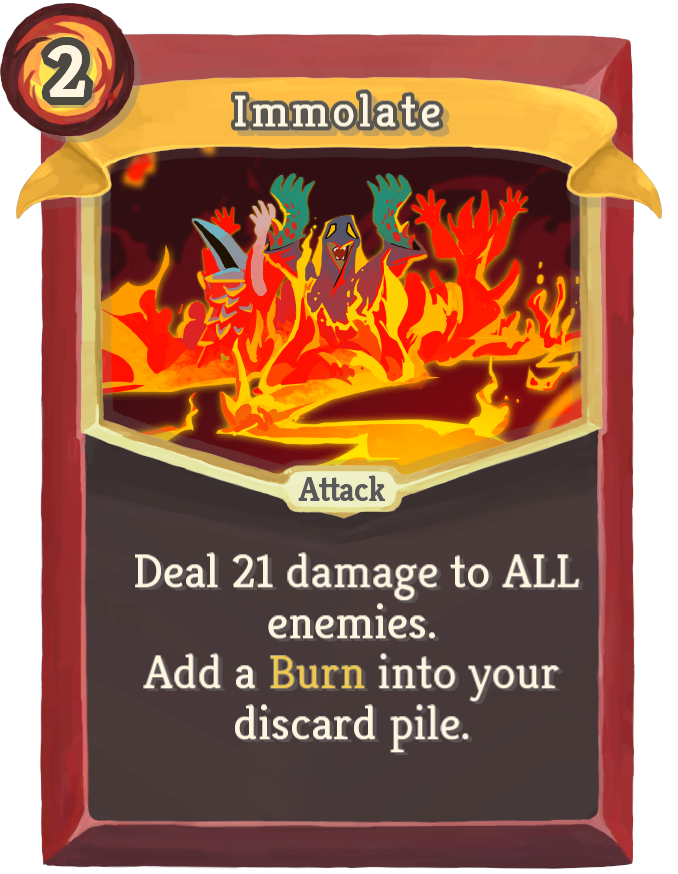 2
Immolate
Attack
Deal 21 damage to ALL
enemies.
Add a Burn into your
discard pile.